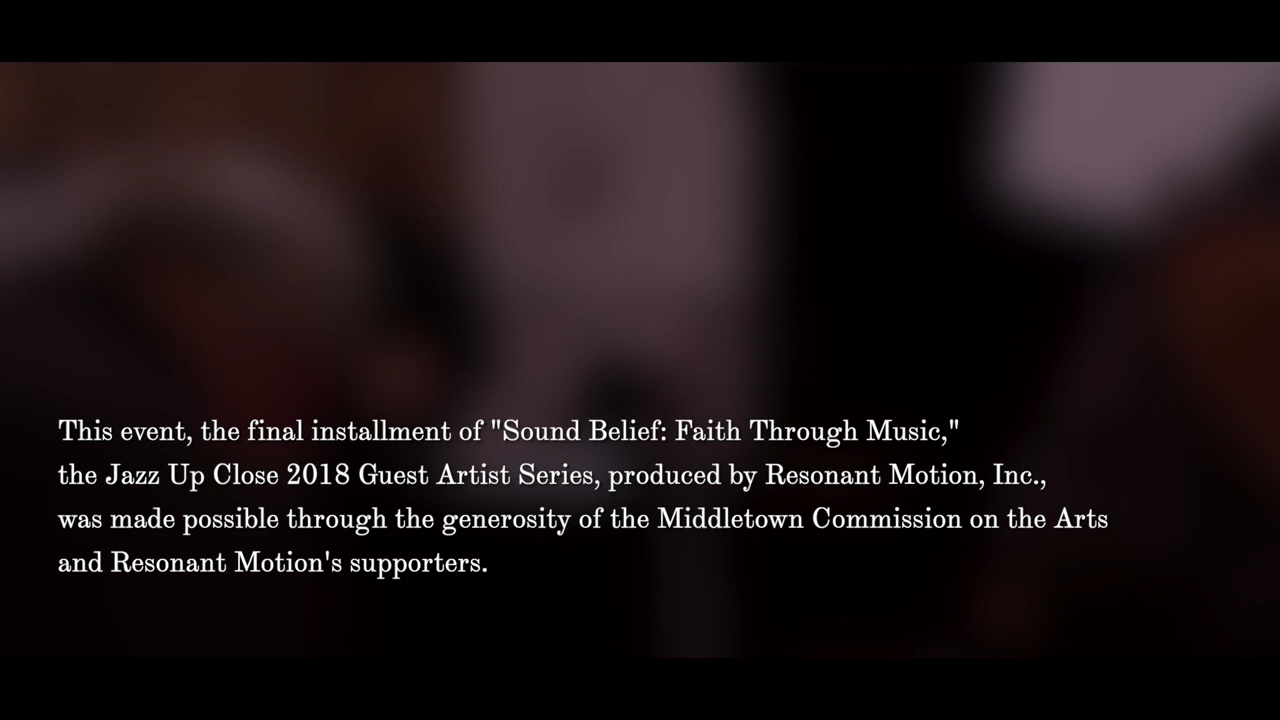 This event, the final installment of "Sound Belief: Faith Through Music,"
the Jazz Up Close 2018 Guest Artist Series, produced by Resonant Motion, Inc.,
was made possible through the generosity of the Middletown Commission on the Arts
and Resonant Motion's supporters.